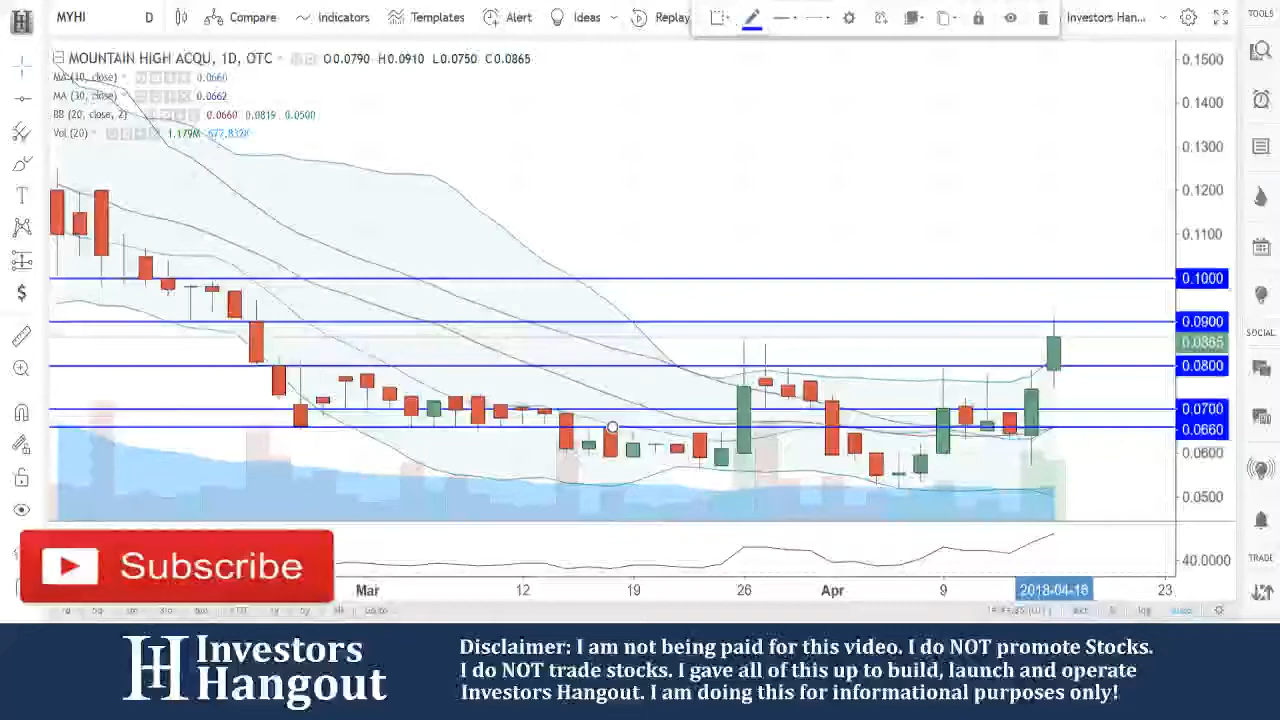 MYHI D Compare Indicators Templates Alert Ideas Replay Investors Han... TOOLS
MOUNTAIN HIGH ACQU, 1D, OTC O0.0790 H0.0910 L0.0750 C0.0865
MA (10, close) 0.0660
MA (30, close) 0.0662
BB (20, close, 2) 0.0660 0.0819 0.0500
Vol (20) 1.179M 677.832K
0.1500
0.1400
0.1300
0.1200
0.1100
0.1000
0.0900
0.0865
0.0800
0.0700
0.0660
0.0600
0.0500
40.0000
SOCIAL
TRADE
Mar 12 19 26 Apr 9 2018-04-18 23
Subscribe
Investors
Hangout
Disclaimer: I am not being paid for this video. I do NOT promote Stocks.
I do NOT trade stocks. I gave all of this up to build, launch and operate
Investors Hangout. I am doing this for informational purposes only!